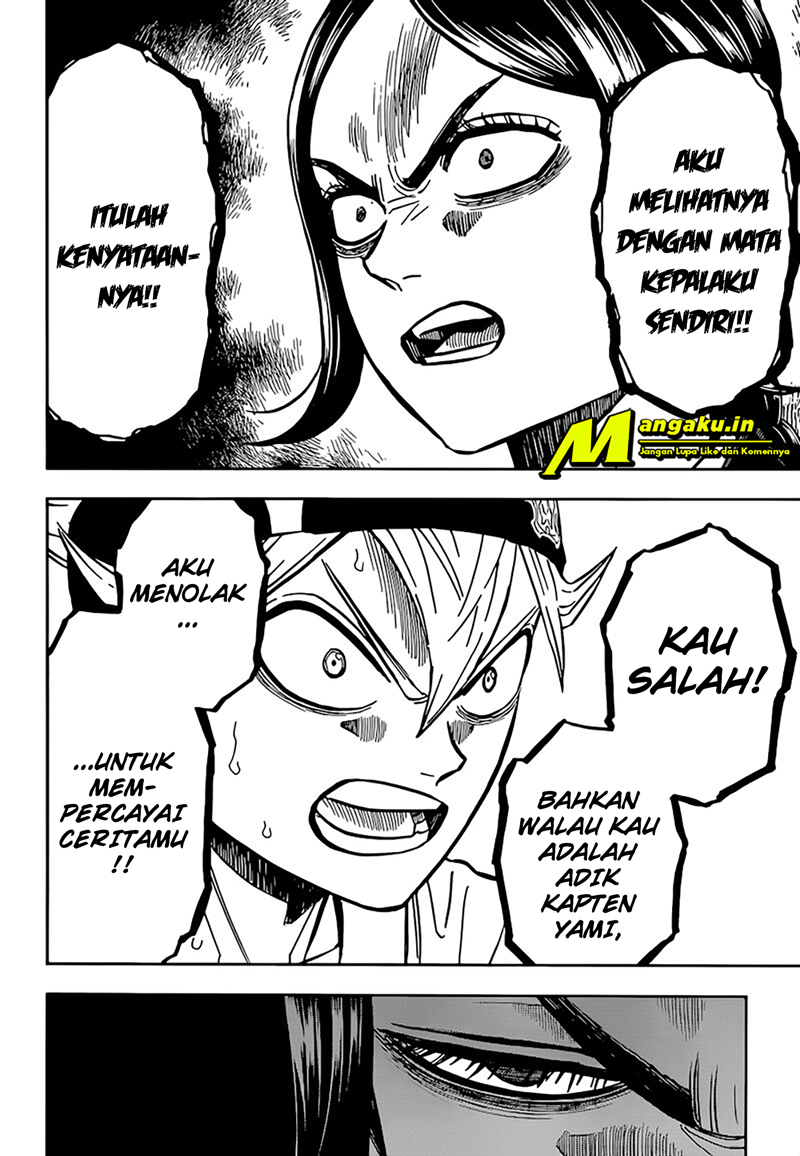 AKU
MELIHATNYA
DENGAN MATA
KEPALAKU
SENDIRI!!
ITULAH
KENYATAAN-
NYA!!
Mangaku.in
Jangan Lupa Like dan Komennya
KAU
SALAH!
BAHKAN
WALAU KAU
ADALAH
ADIK
KAPTEN
YAMI,
AKU
MENOLAK
...
...UNTUK
MEM-
PERCAYAI
CERITAMU
!!